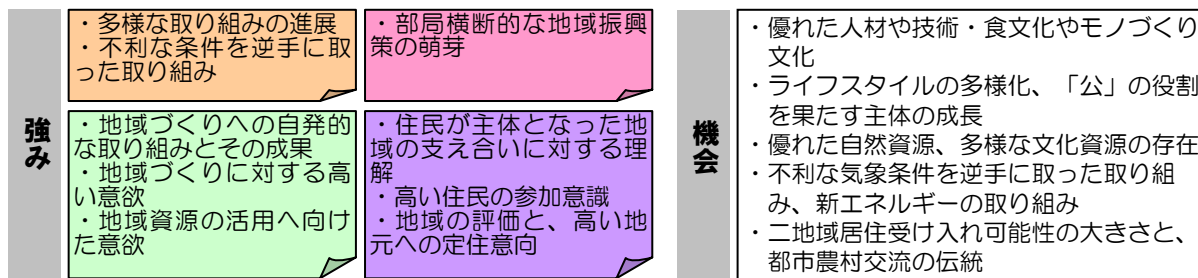 強み
・多様な取り組みの進展
・不利な条件を逆手に取
った取り組み
・部局横断的な地域振興
策の萌芽
・地域づくりへの自発的
な取り組みとその成果
・地域づくりに対する高
い意欲
・地域資源の活用へ向け
た意欲
・住民が主体となった地
域の支え合いに対する理
解
・高い住民の参加意識
・地域の評価と、高い地
元への定住意向
機会
・優れた人材や技術・食文化やモノづくり
文化
・ライフスタイルの多様化、「公」の役割
を果たす主体の成長
・優れた自然資源、多様な文化資源の存在
・不利な気象条件を逆手に取った取り組
み、新エネルギーの取り組み
・二地域居住受け入れ可能性の大きさと、
都市農村交流の伝統